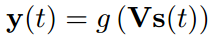 y(t) = g (Vs(t))